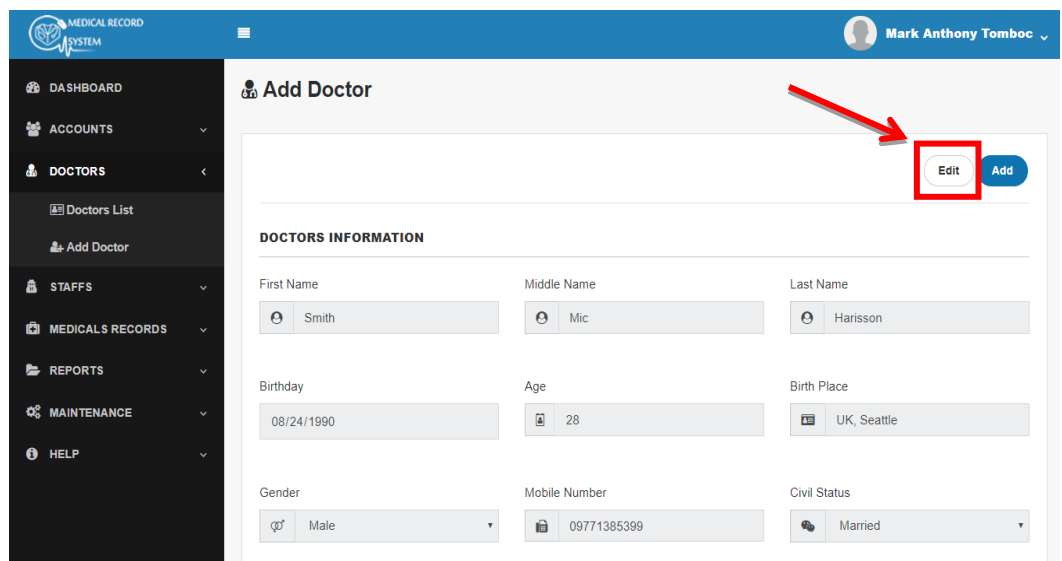 MEDICAL RECORD
SYSTEM
Mark Anthony Tomboc
DASHBOARD
Add Doctor
ACCOUNTS
DOCTORS
Edit Add
Doctors List
DOCTORS INFORMATION
Add Doctor
STAFFS
First Name Middle Name Last Name
Smith Mic Harisson
MEDICALS RECORDS
REPORTS
Birthday Age Birth Place
MAINTENANCE
08/24/1990 28 UK, Seattle
HELP
Gender Mobile Number Civil Status
Male 09771385399 Married